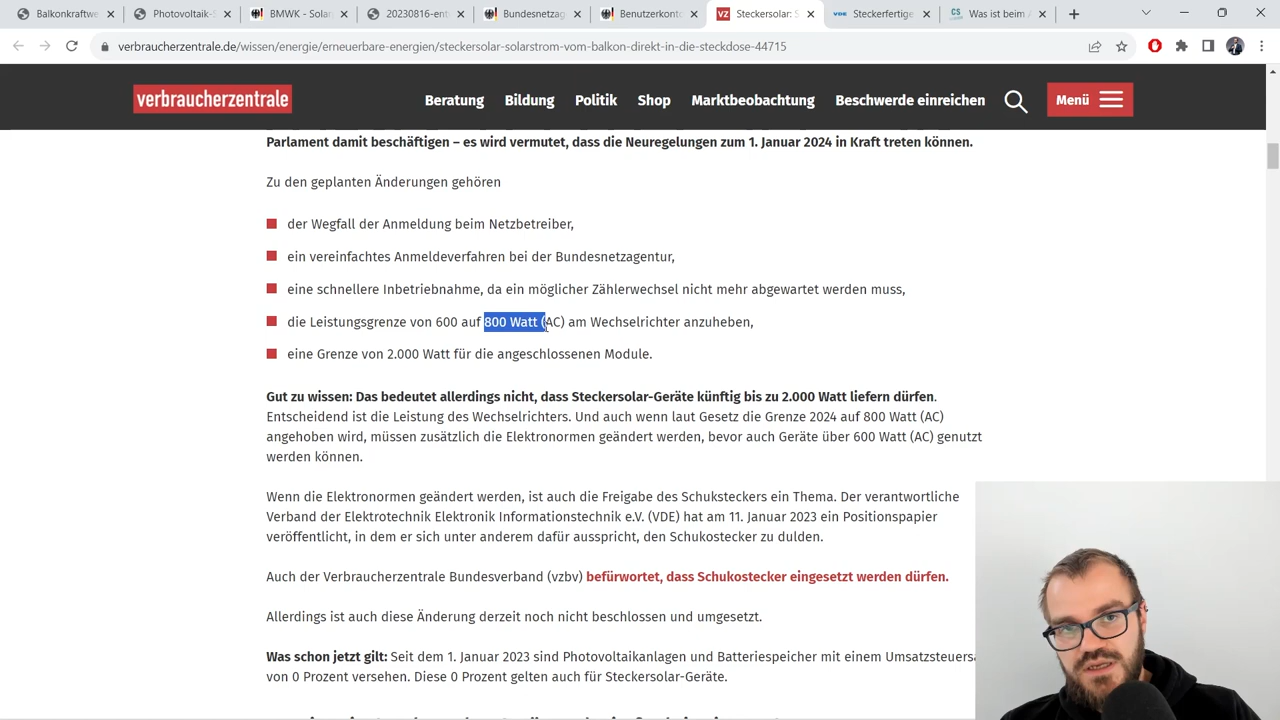 Balkonkraftwe
Photovoltaik-S
BMWK - Solar
20230816-ent
Bundesnetzag
Benutzerkonto
Steckersolar: S
Steckerfertige
Was ist beim A
verbraucherzentrale.de/wissen/energie/erneuerbare-energien/steckersolar-solarstrom-vom-balkon-direkt-in-die-steckdose-44715
verbraucherzentrale
Beratung Bildung Politik Shop Marktbeobachtung Beschwerde einreichen
Menü
Parlament damit beschäftigen – es wird vermutet, dass die Neuregelungen zum 1. Januar 2024 in Kraft treten können.
Zu den geplanten Änderungen gehören
der Wegfall der Anmeldung beim Netzbetreiber,
ein vereinfachtes Anmeldeverfahren bei der Bundesnetzagentur,
eine schnellere Inbetriebnahme, da ein möglicher Zählerwechsel nicht mehr abgewartet werden muss,
die Leistungsgrenze von 600 auf 800 Watt (AC) am Wechselrichter anzuheben,
eine Grenze von 2.000 Watt für die angeschlossenen Module.
Gut zu wissen: Das bedeutet allerdings nicht, dass Steckersolar-Geräte künftig bis zu 2.000 Watt liefern dürfen.
Entscheidend ist die Leistung des Wechselrichters. Und auch wenn laut Gesetz die Grenze 2024 auf 800 Watt (AC)
angehoben wird, müssen zusätzlich die Elektronormen geändert werden, bevor auch Geräte über 600 Watt (AC) genutzt
werden können.
Wenn die Elektronormen geändert werden, ist auch die Freigabe des Schuksteckers ein Thema. Der verantwortliche
Verband der Elektrotechnik Elektronik Informationstechnik e.V. (VDE) hat am 11. Januar 2023 ein Positionspapier
veröffentlicht, in dem er sich unter anderem dafür ausspricht, den Schukostecker zu dulden.
Auch der Verbraucherzentrale Bundesverband (vzbv) befürwortet, dass Schukostecker eingesetzt werden dürfen.
Allerdings ist auch diese Änderung derzeit noch nicht beschlossen und umgesetzt.
Was schon jetzt gilt: Seit dem 1. Januar 2023 sind Photovoltaikanlagen und Batteriespeicher mit einem Umsatzsteuersa
von 0 Prozent versehen. Diese 0 Prozent gelten auch für Steckersolar-Geräte.